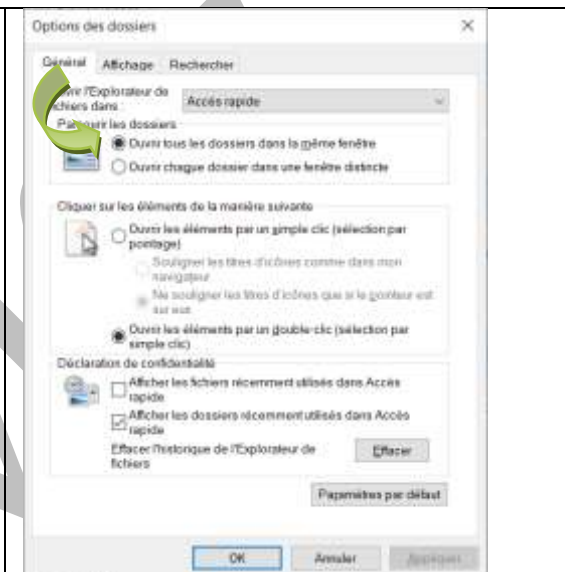 Options des dossiers
Général Affichage Rechercher
l'Explorateur de
dans
Accès rapide
les dossiers
Ouvrir tous les dossiers dans la même fenêtre
Ouvrir chaque dossier dans une fenêtre distincte
Cliquer sur les éléments de la manière suivante
Ouvrir les éléments par un simple clic (sélection par
pointage)
Souligner les titres d'icônes comme dans mon
navigateur
Ne souligner les titres d'icônes que si le pointeur est
sur eux
Ouvrir les éléments par un double-clic (sélection par
simple clic)
Déclaration de confidentialité
Afficher les fichiers récemment utilisés dans Accès
rapide
Afficher les dossiers récemment utilisés dans Accès
rapide
Effacer l'historique de l'Explorateur de
fichiers
Effacer
Paramètres par défaut
OK Annuler Appliquer